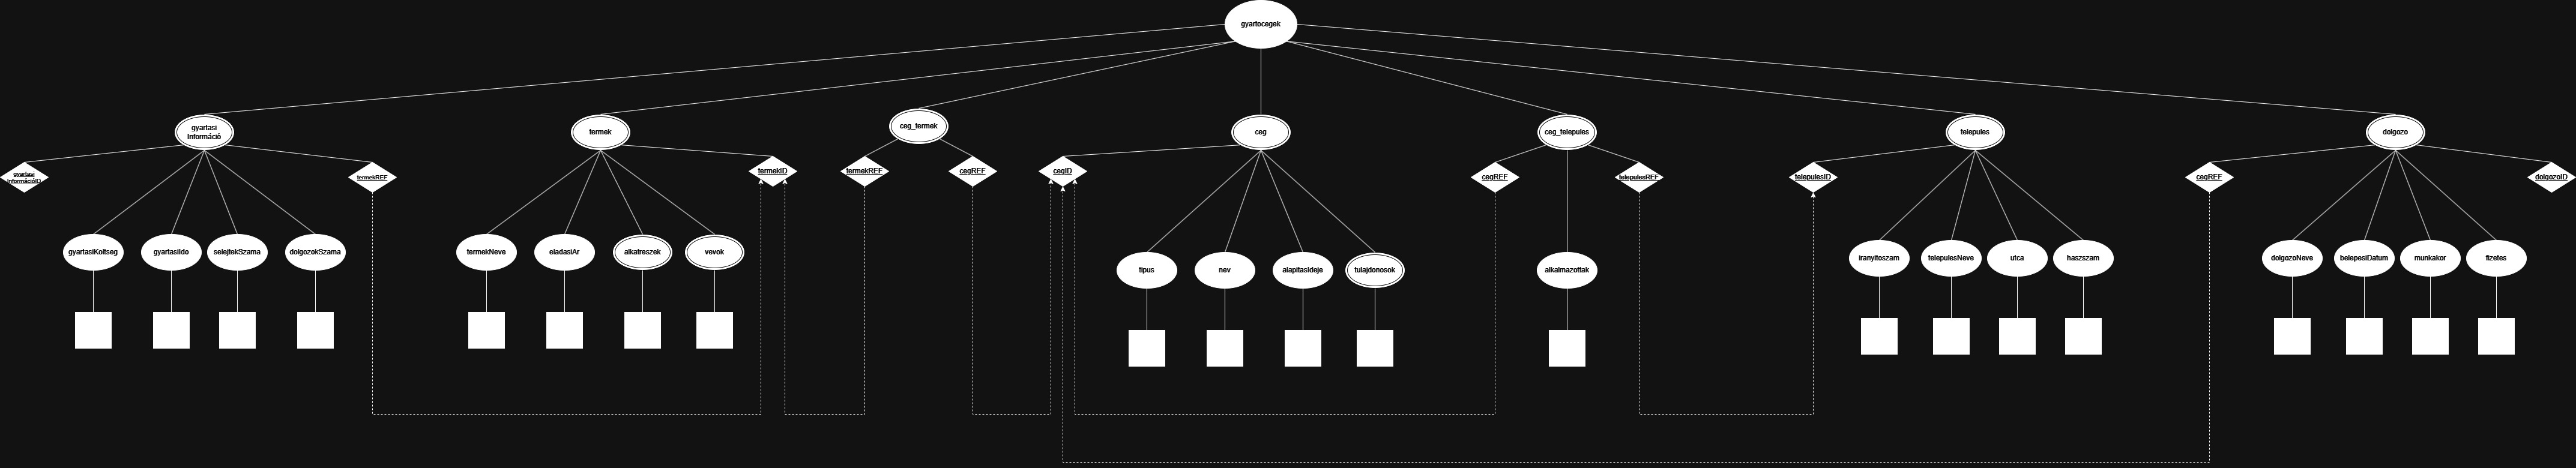 gyartocegek
gyartasi
Információ
termek
ceg_termek
ceg
ceg_telepules
telepules
dolgozo
gyartasi
InformációID
termekREF
termekID
termekREF
cegREF
cegID
cegREF
telepulesREF
telepulesID
cegREF
dolgozoID
gyartasiKoltseg
gyartasiIdo
selejtekSzama
dolgozokSzama
termekNeve
eladasiAr
alkatreszek
vevok
tipus
nev
alapitasIdeje
tulajdonosok
alkalmazottak
iranyitoszam
telepulesNeve
utca
haszszam
dolgozoNeve
belepesiDatum
munkakor
fizetes